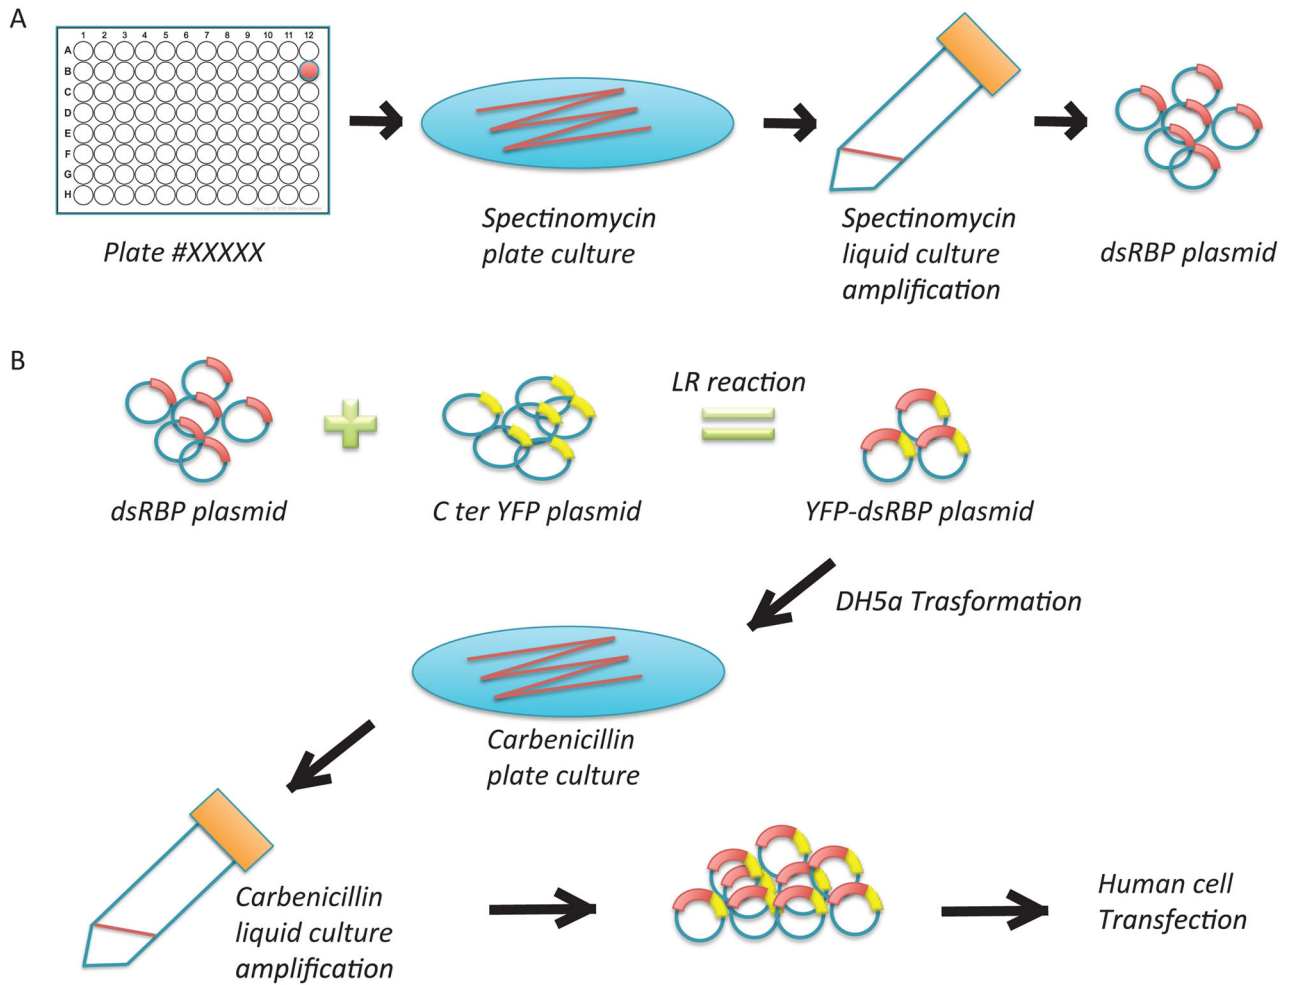 A
1 2 3 4 5 6 7 8 9 10 11 12
A
B
C
D
E
F
G
H
Plate #XXXXX
Spectinomycin
plate culture
Spectinomycin
liquid culture
amplification
dsRBP plasmid
B
LR reaction
dsRBP plasmid
C ter YFP plasmid
YFP-dsRBP plasmid
DH5a Trasformation
Carbenicillin
plate culture
Carbenicillin
liquid culture
amplification
Human cell
Transfection